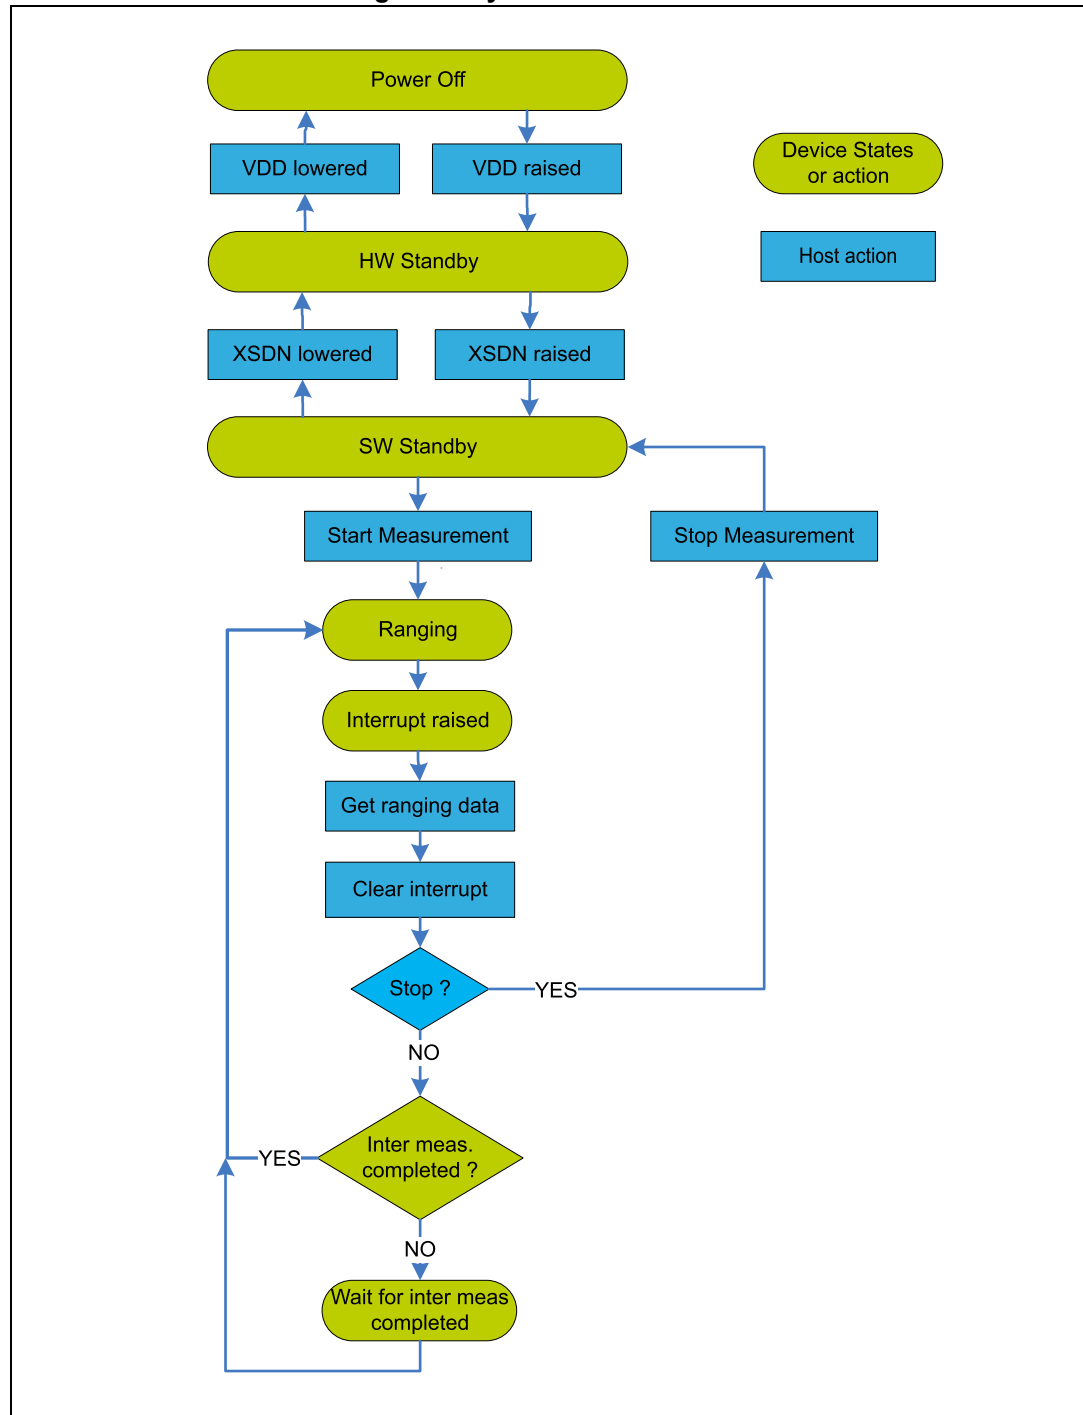 Power Off
VDD lowered
VDD raised
Device States
or action
HW Standby
Host action
XSDN lowered
XSDN raised
SW Standby
Start Measurement
Stop Measurement
Ranging
Interrupt raised
Get ranging data
Clear interrupt
Stop ?
YES
NO
Inter meas.
completed ?
YES
NO
Wait for inter meas
completed